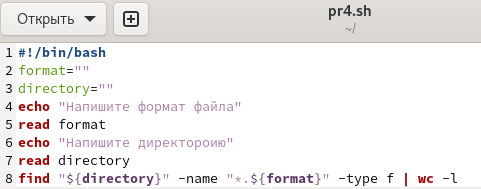 Открыть
pr4.sh
~/
1 #!/bin/bash
2 format=""
3 directory=""
4 echo "Напишите формат файла"
5 read format
6 echo "Напишите директороию"
7 read directory
8 find "${directory}" -name "*.${format}" -type f | wc -l